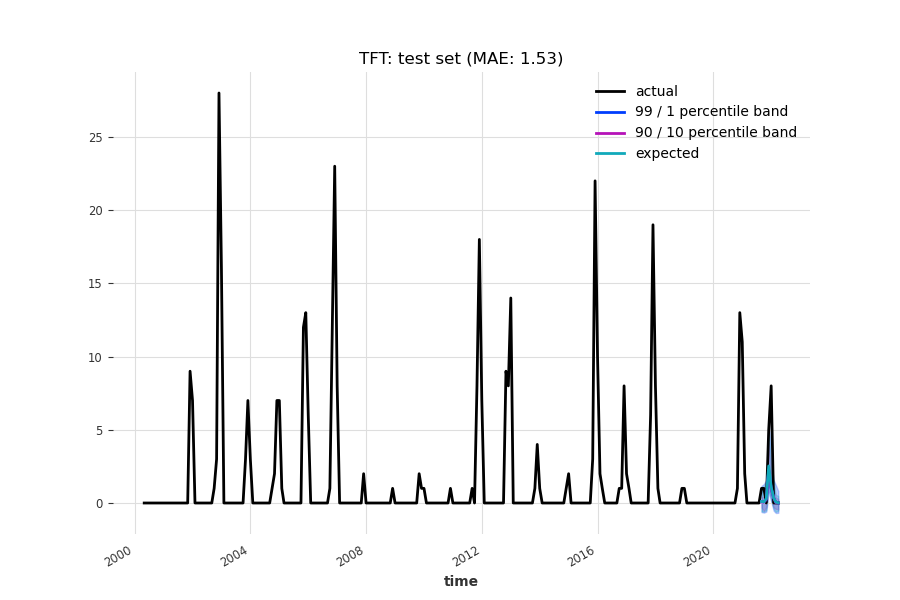 TFT: test set (MAE: 1.53)
actual
99 / 1 percentile band
90 / 10 percentile band
expected
25
20
15
10
5
0
2000
2004
2008
2012
2016
2020
time